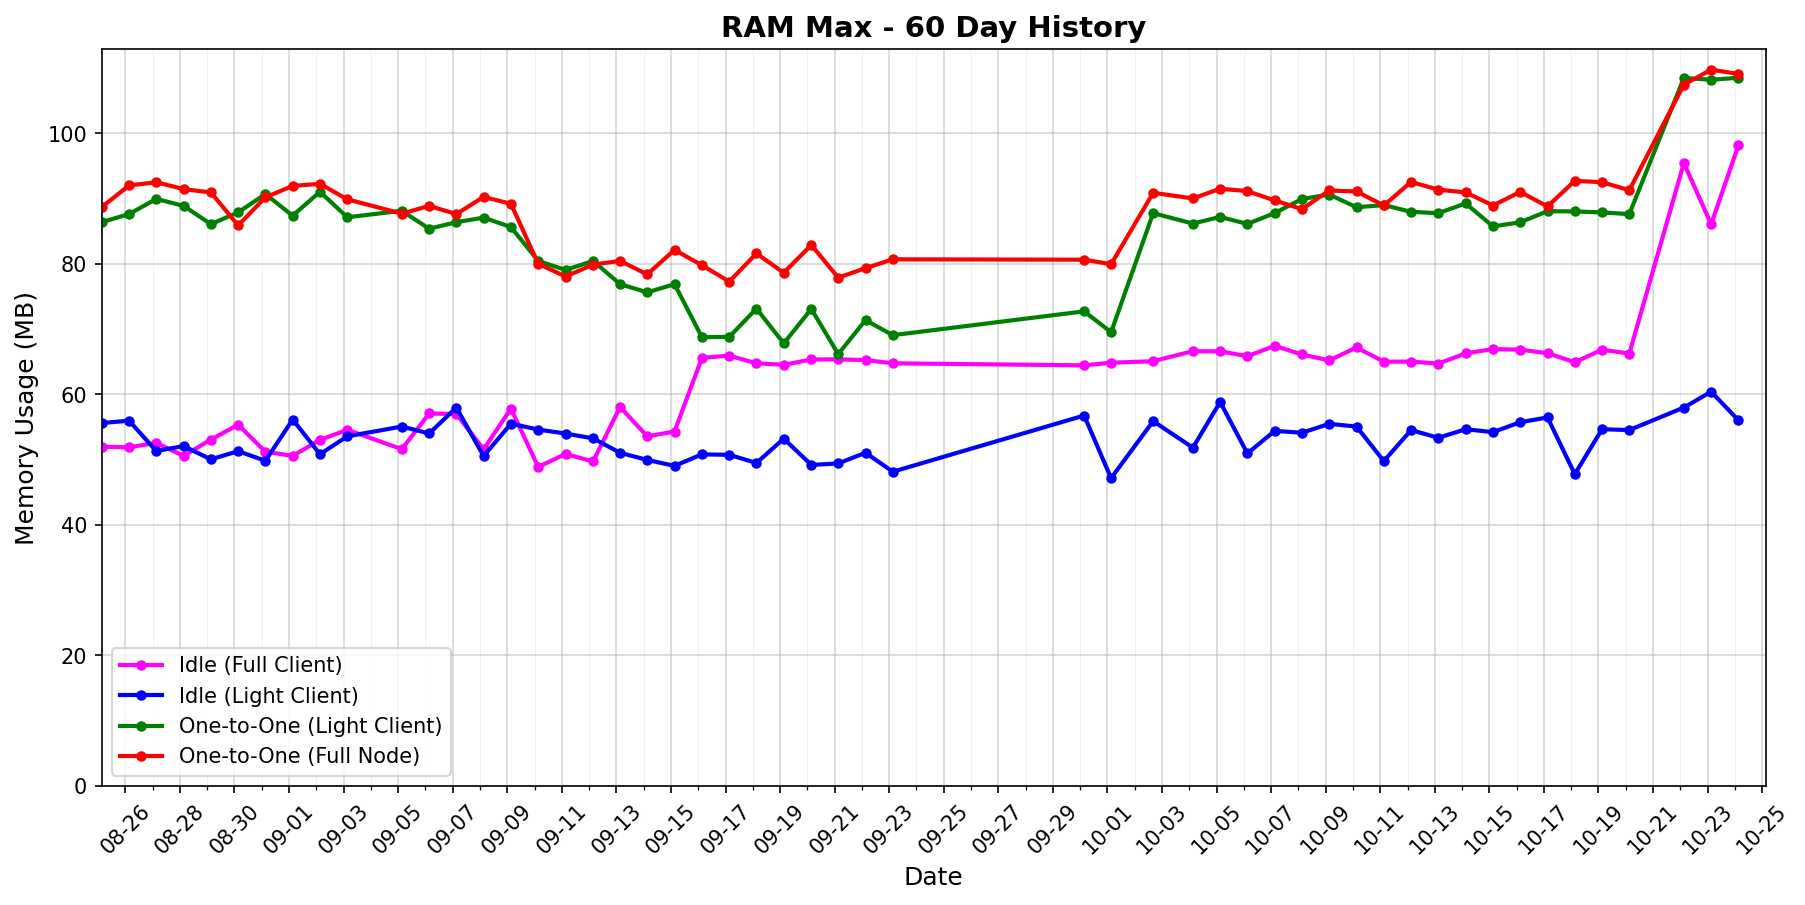 RAM Max - 60 Day History
Memory Usage (MB)
100
80
60
40
20
0
Idle (Full Client)
Idle (Light Client)
One-to-One (Light Client)
One-to-One (Full Node)
08-26 08-28 08-30 09-01 09-03 09-05 09-07 09-09 09-11 09-13 09-15 09-17 09-19 09-21 09-23 09-25 09-27 09-29 10-01 10-03 10-05 10-07 10-09 10-11 10-13 10-15 10-17 10-19 10-21 10-23 10-25
Date